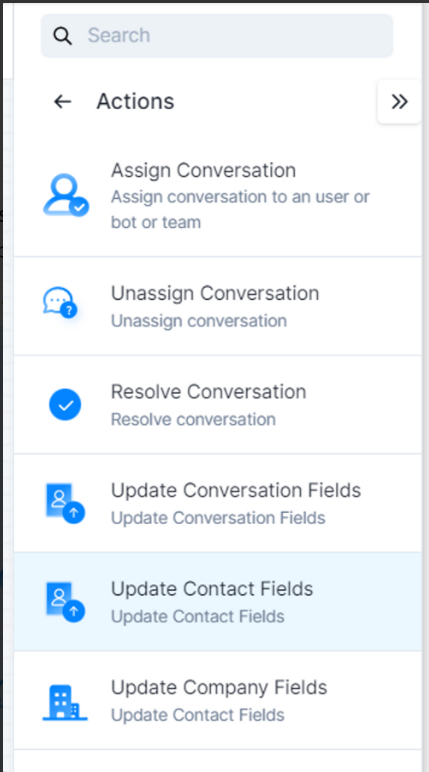 Search
Actions
Assign Conversation
Assign conversation to an user or
bot or team
Unassign Conversation
Unassign conversation
Resolve Conversation
Resolve conversation
Update Conversation Fields
Update Conversation Fields
Update Contact Fields
Update Contact Fields
Update Company Fields
Update Contact Fields